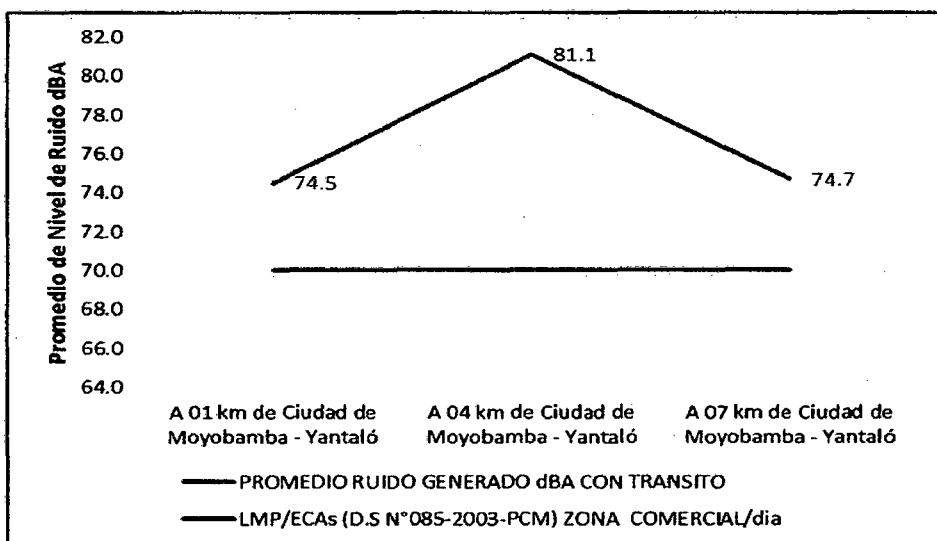 Promedio de Nivel de Ruido dBA
82.0
80.0
78.0
76.0
74.0
72.0
70.0
68.0
66.0
64.0
81.1
74.5
74.7
A 01 km de Ciudad de
Moyobamba - Yantaló
A 04 km de Ciudad de
Moyobamba - Yantaló
A 07 km de Ciudad de
Moyobamba - Yantaló
PROMEDIO RUIDO GENERADO dBA CON TRANSITO
LMP/ECAs (D.S N°085-2003-PCM) ZONA COMERCIAL/dia